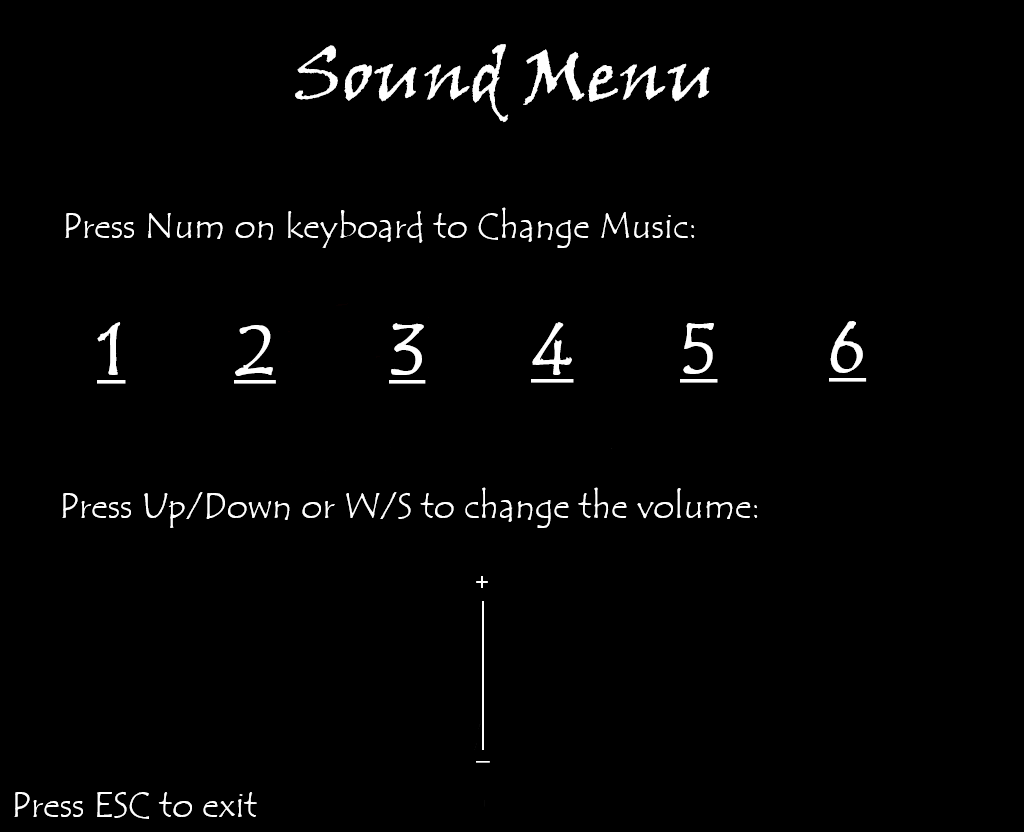 Sound Menu
Press Num on keyboard to Change Music:
1 2 3 4 5 6
Press Up/Down or W/S to change the volume:
+
–
Press ESC to exit